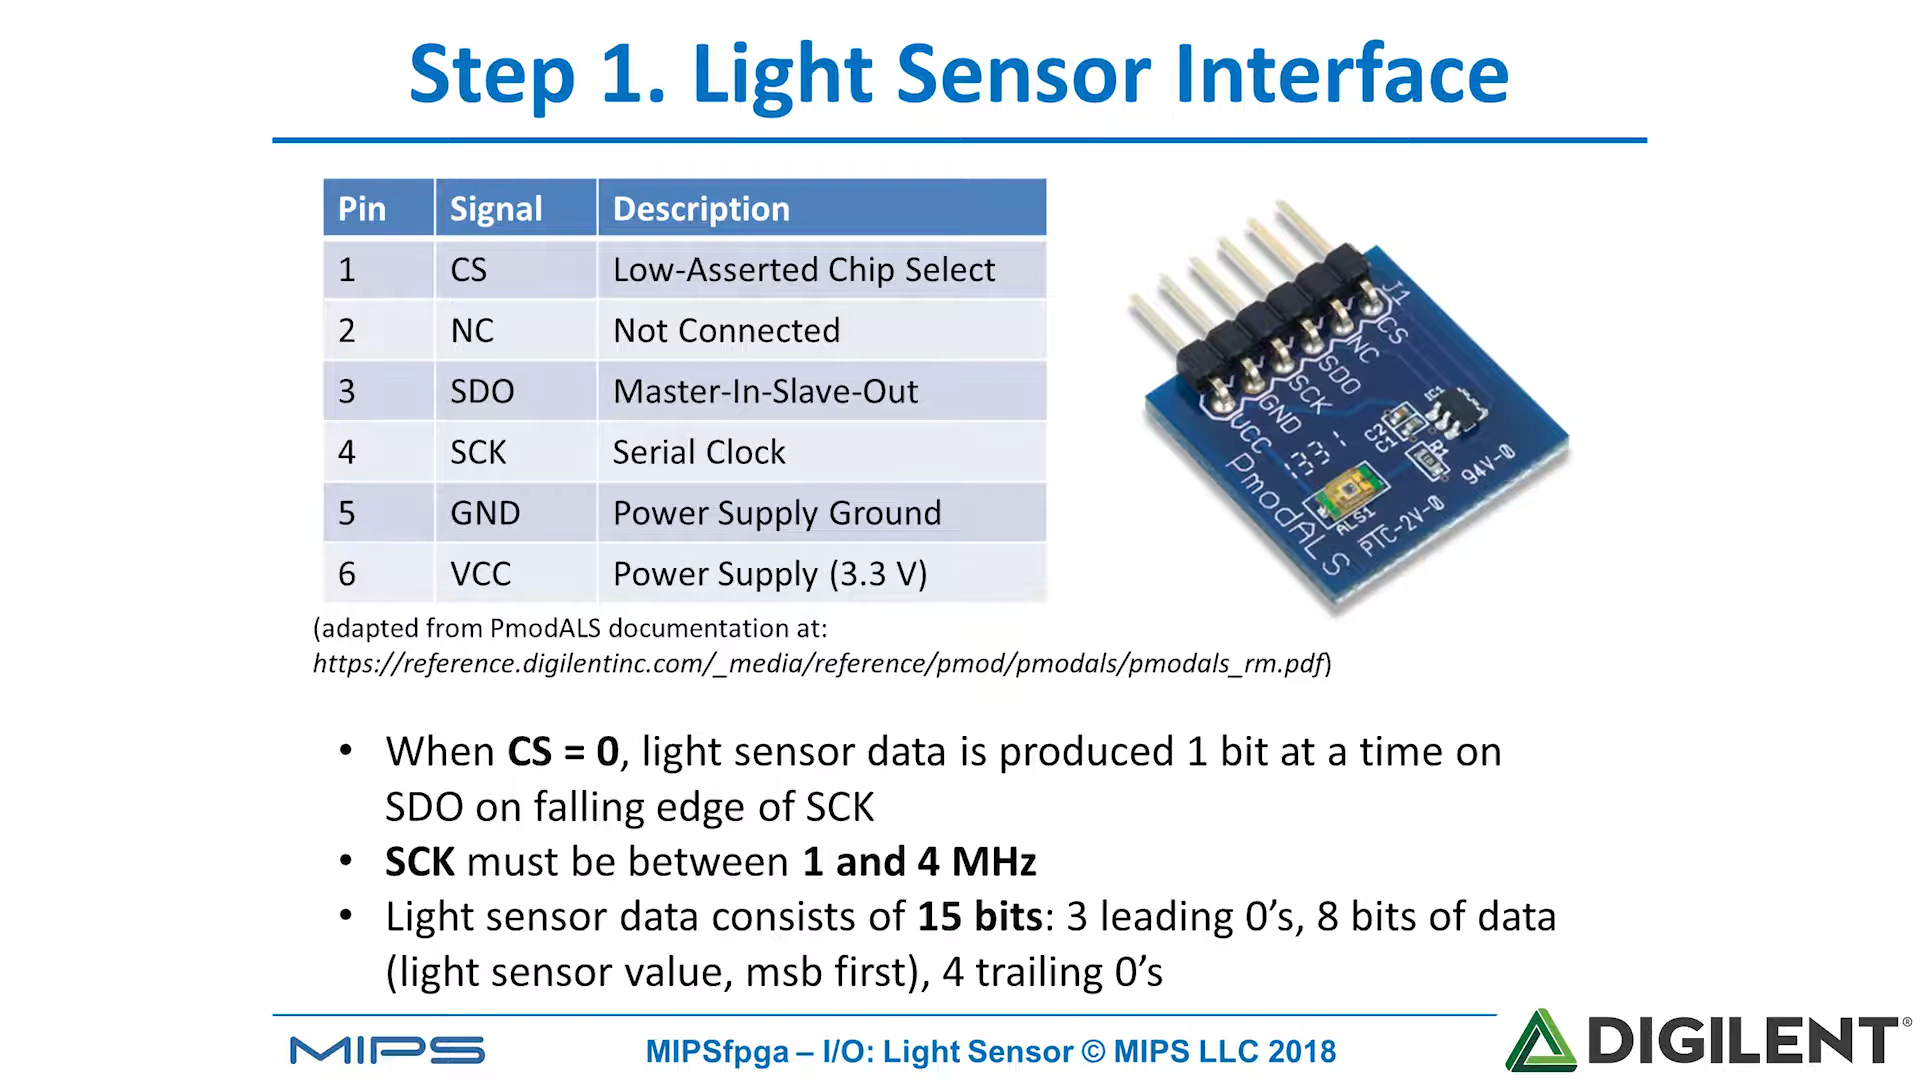 Step 1. Light Sensor Interface
Pin Signal Description
1 CS Low-Asserted Chip Select
2 NC Not Connected
3 SDO Master-In-Slave-Out
4 SCK Serial Clock
5 GND Power Supply Ground
6 VCC Power Supply (3.3 V)
(adapted from PmodALS documentation at:
https://reference.digilentinc.com/_media/reference/pmod/pmodals/pmodals_rm.pdf)
J1
CS
NC
SDO
SCK
GND
VCC
IC1
C2
C1
R1
94V-0
ALS1
PTC-2V-0
PmodALS
• When CS = 0, light sensor data is produced 1 bit at a time on
SDO on falling edge of SCK
• SCK must be between 1 and 4 MHz
• Light sensor data consists of 15 bits: 3 leading 0’s, 8 bits of data
(light sensor value, msb first), 4 trailing 0’s
MIPS
MIPSfpga – I/O: Light Sensor © MIPS LLC 2018
DIGILENT®